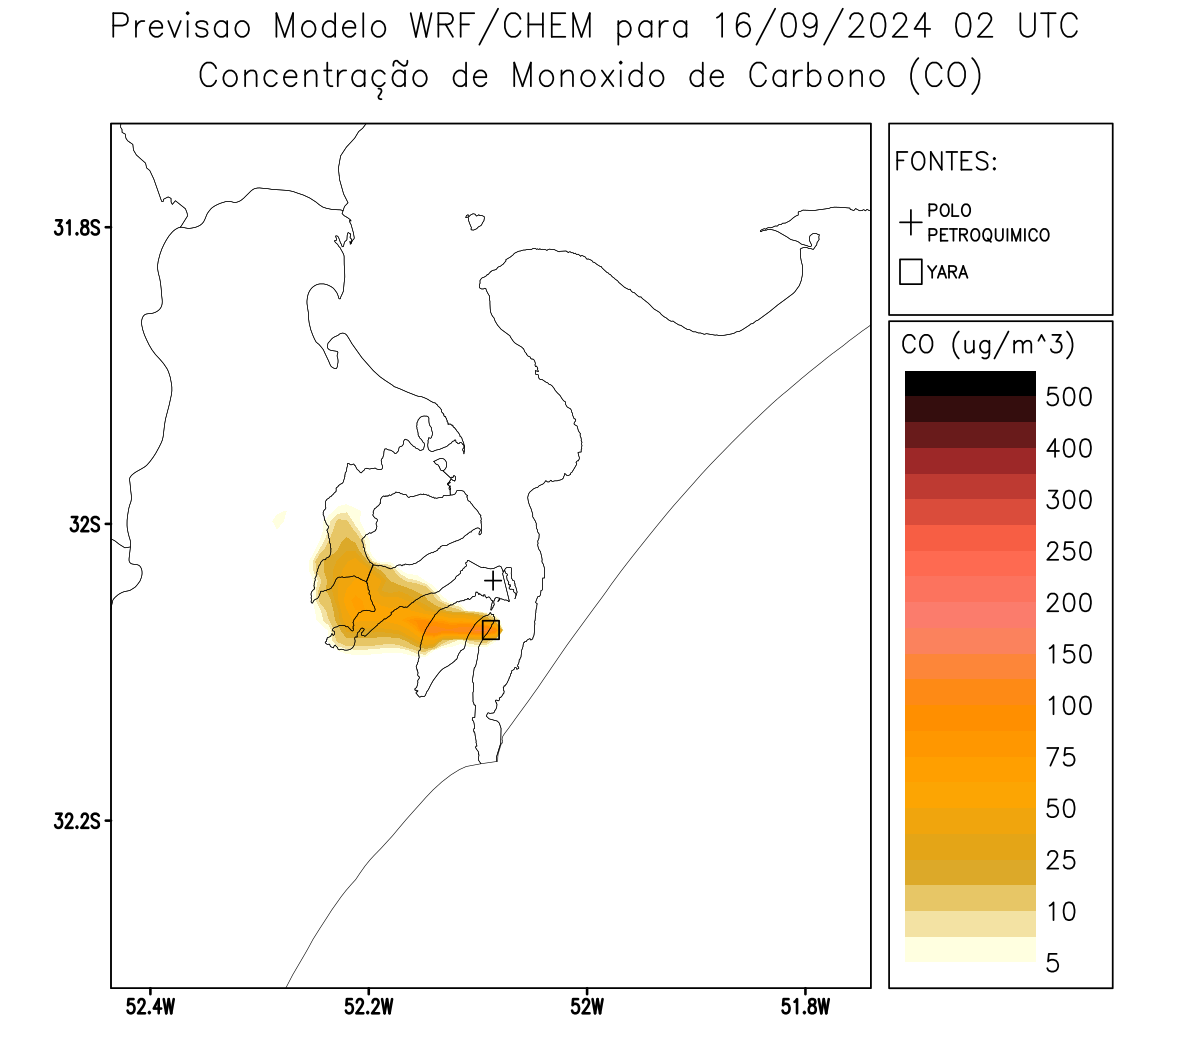 Previsao Modelo WRF/CHEM para 16/09/2024 02 UTC
Concentração de Monoxido de Carbono (CO)
FONTES:
POLO
PETROQUIMICO
YARA
CO (ug/m^3)
500
400
300
250
200
150
100
75
50
25
10
5
31.8S
32S
32.2S
52.4W
52.2W
52W
51.8W